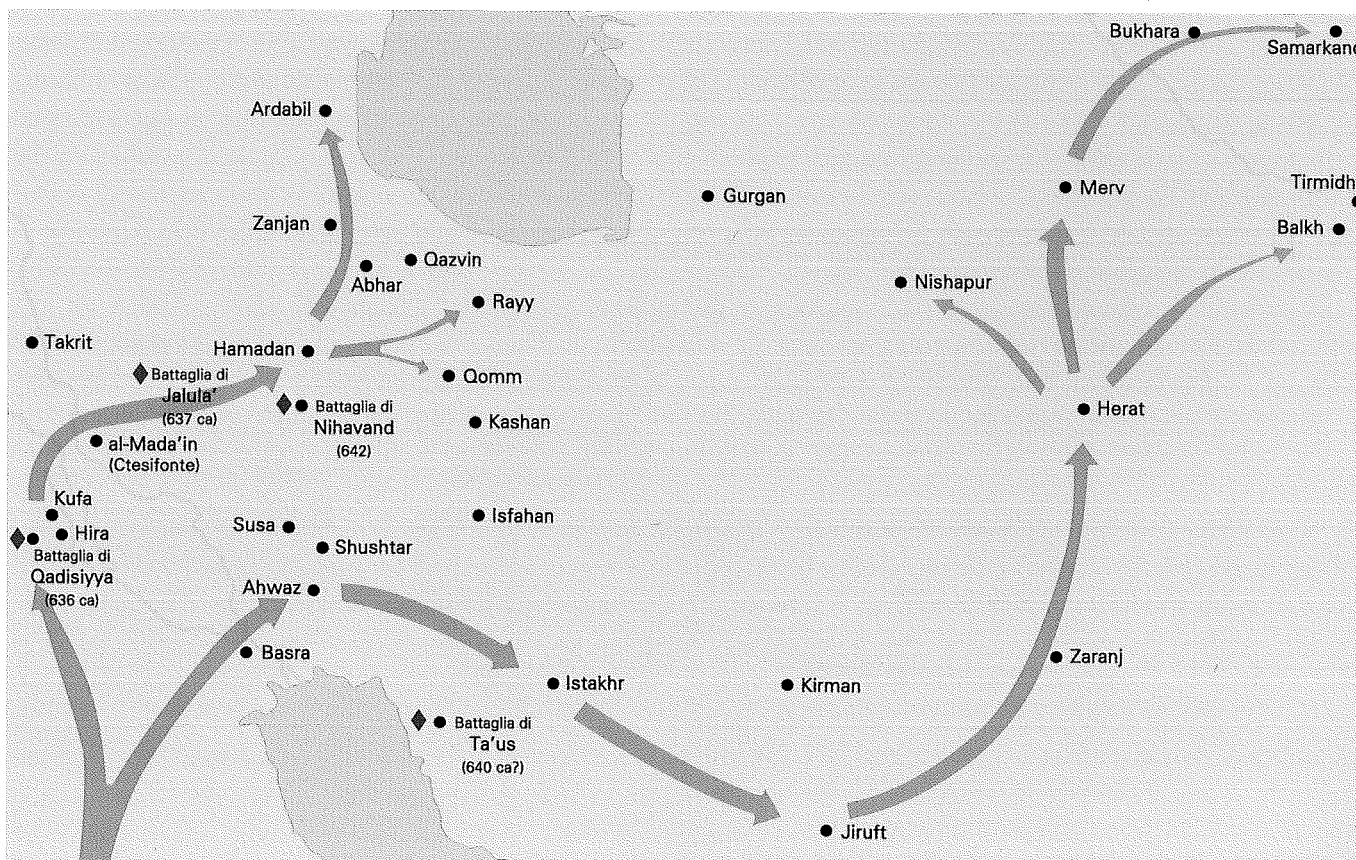 Bukhara
Samarkand
Ardabil
Merv
Tirmidh
Gurgan
Zanjan
Balkh
Qazvin
Abhar
Nishapur
Rayy
Takrit
Hamadan
Battaglia di
Jalula'
(637 ca)
Qomm
Battaglia di
Nihavand
(642)
Herat
Kashan
al-Mada'in
(Ctesifonte)
Kufa
Hira
Susa
Isfahan
Shushtar
Battaglia di
Qadisiyya
(636 ca)
Ahwaz
Basra
Zaranj
Istakhr
Kirman
Battaglia di
Ta'us
(640 ca?)
Jiruft